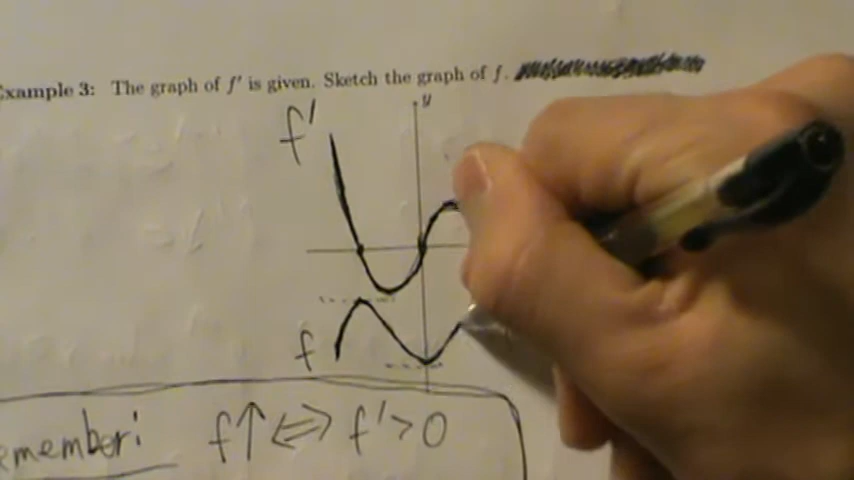 Example 3: The graph of f′ is given. Sketch the graph of f.
y
f'
f
emember:
f↑ ⇔ f' > 0